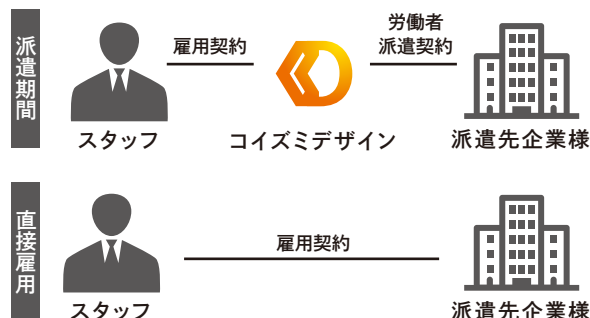 派遣期間
雇用契約
労働者
派遣契約
スタッフ
コイズミデザイン
派遣先企業様
直接雇用
雇用契約
スタッフ
派遣先企業様